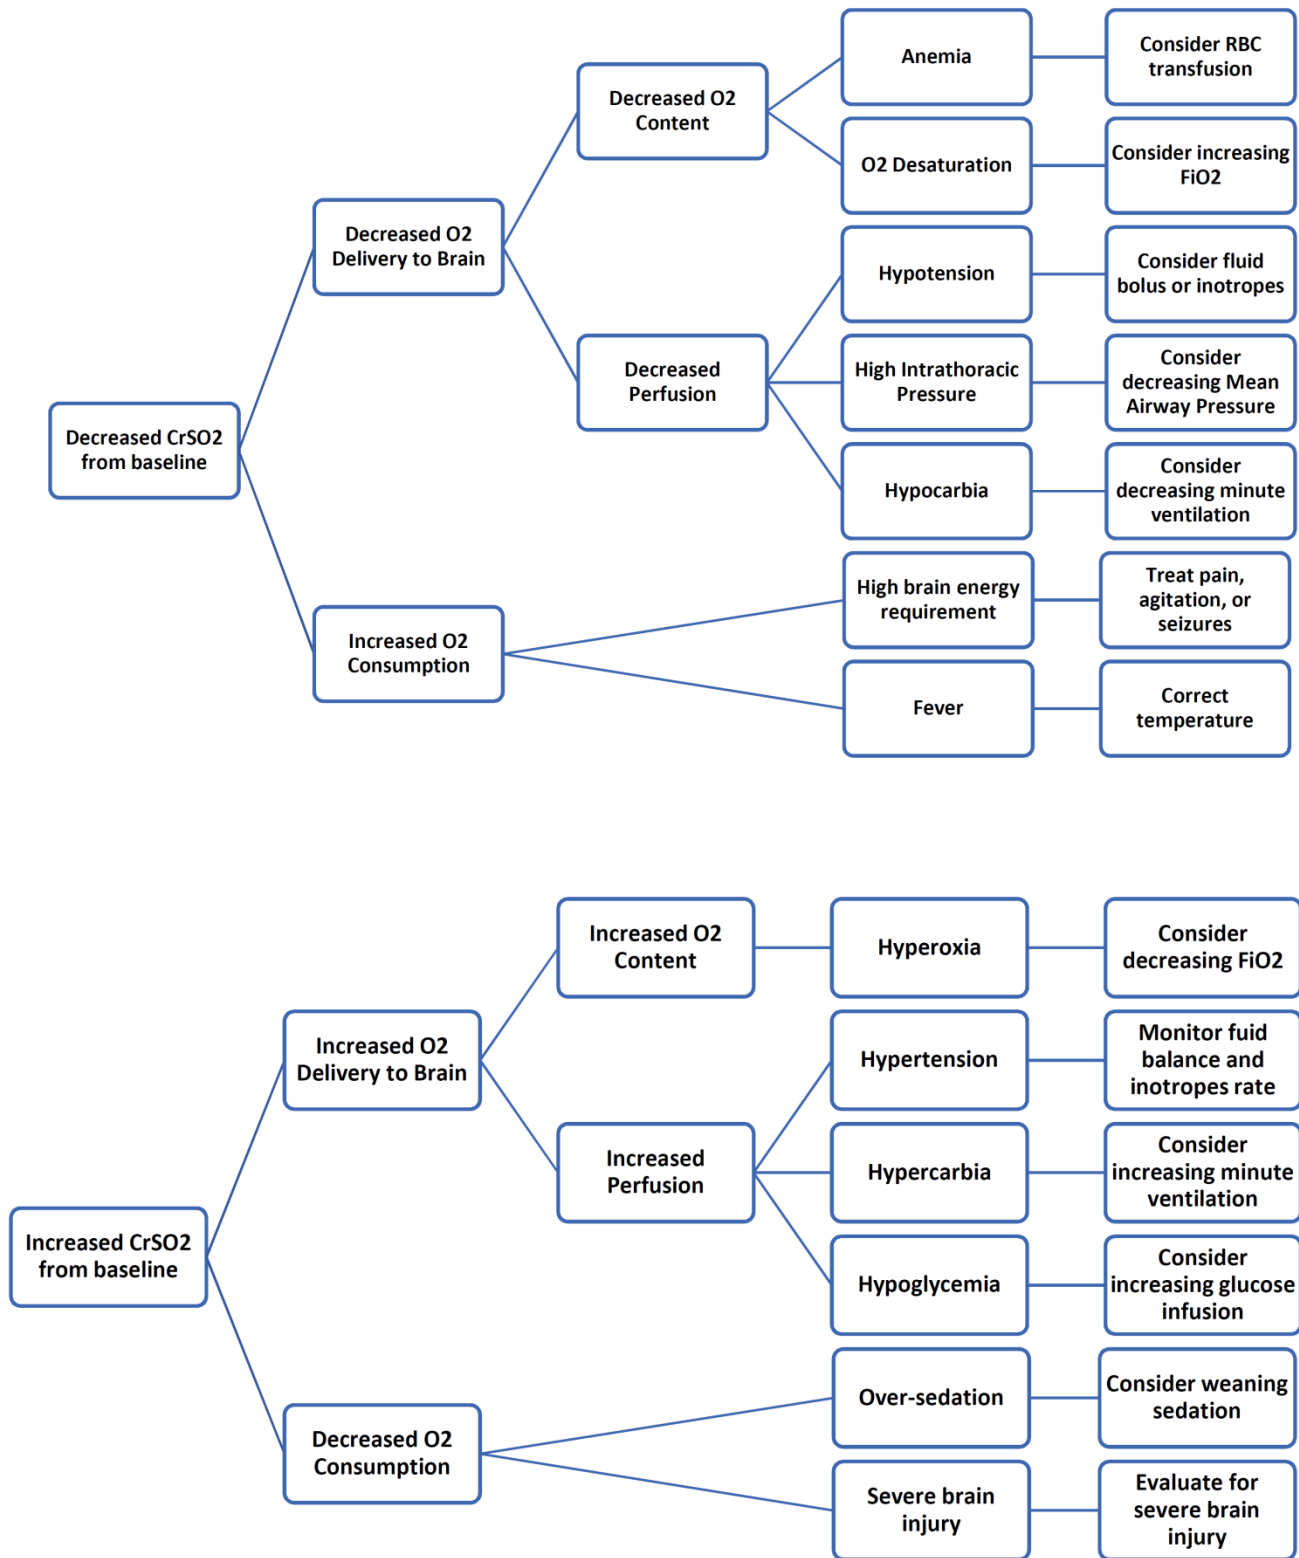 Decreased CrSO2
from baseline
Decreased O2
Delivery to Brain
Decreased O2
Content
Anemia
Consider RBC
transfusion
O2 Desaturation
Consider increasing
FiO2
Decreased
Perfusion
Hypotension
Consider fluid
bolus or inotropes
High Intrathoracic
Pressure
Consider
decreasing Mean
Airway Pressure
Hypocarbia
Consider
decreasing minute
ventilation
Increased O2
Consumption
High brain energy
requirement
Treat pain,
agitation, or
seizures
Fever
Correct
temperature
Increased CrSO2
from baseline
Increased O2
Delivery to Brain
Increased O2
Content
Hyperoxia
Consider
decreasing FiO2
Increased
Perfusion
Hypertension
Monitor fuid
balance and
inotropes rate
Hypercarbia
Consider
increasing minute
ventilation
Hypoglycemia
Consider
increasing glucose
infusion
Decreased O2
Consumption
Over-sedation
Consider weaning
sedation
Severe brain
injury
Evaluate for
severe brain
injury